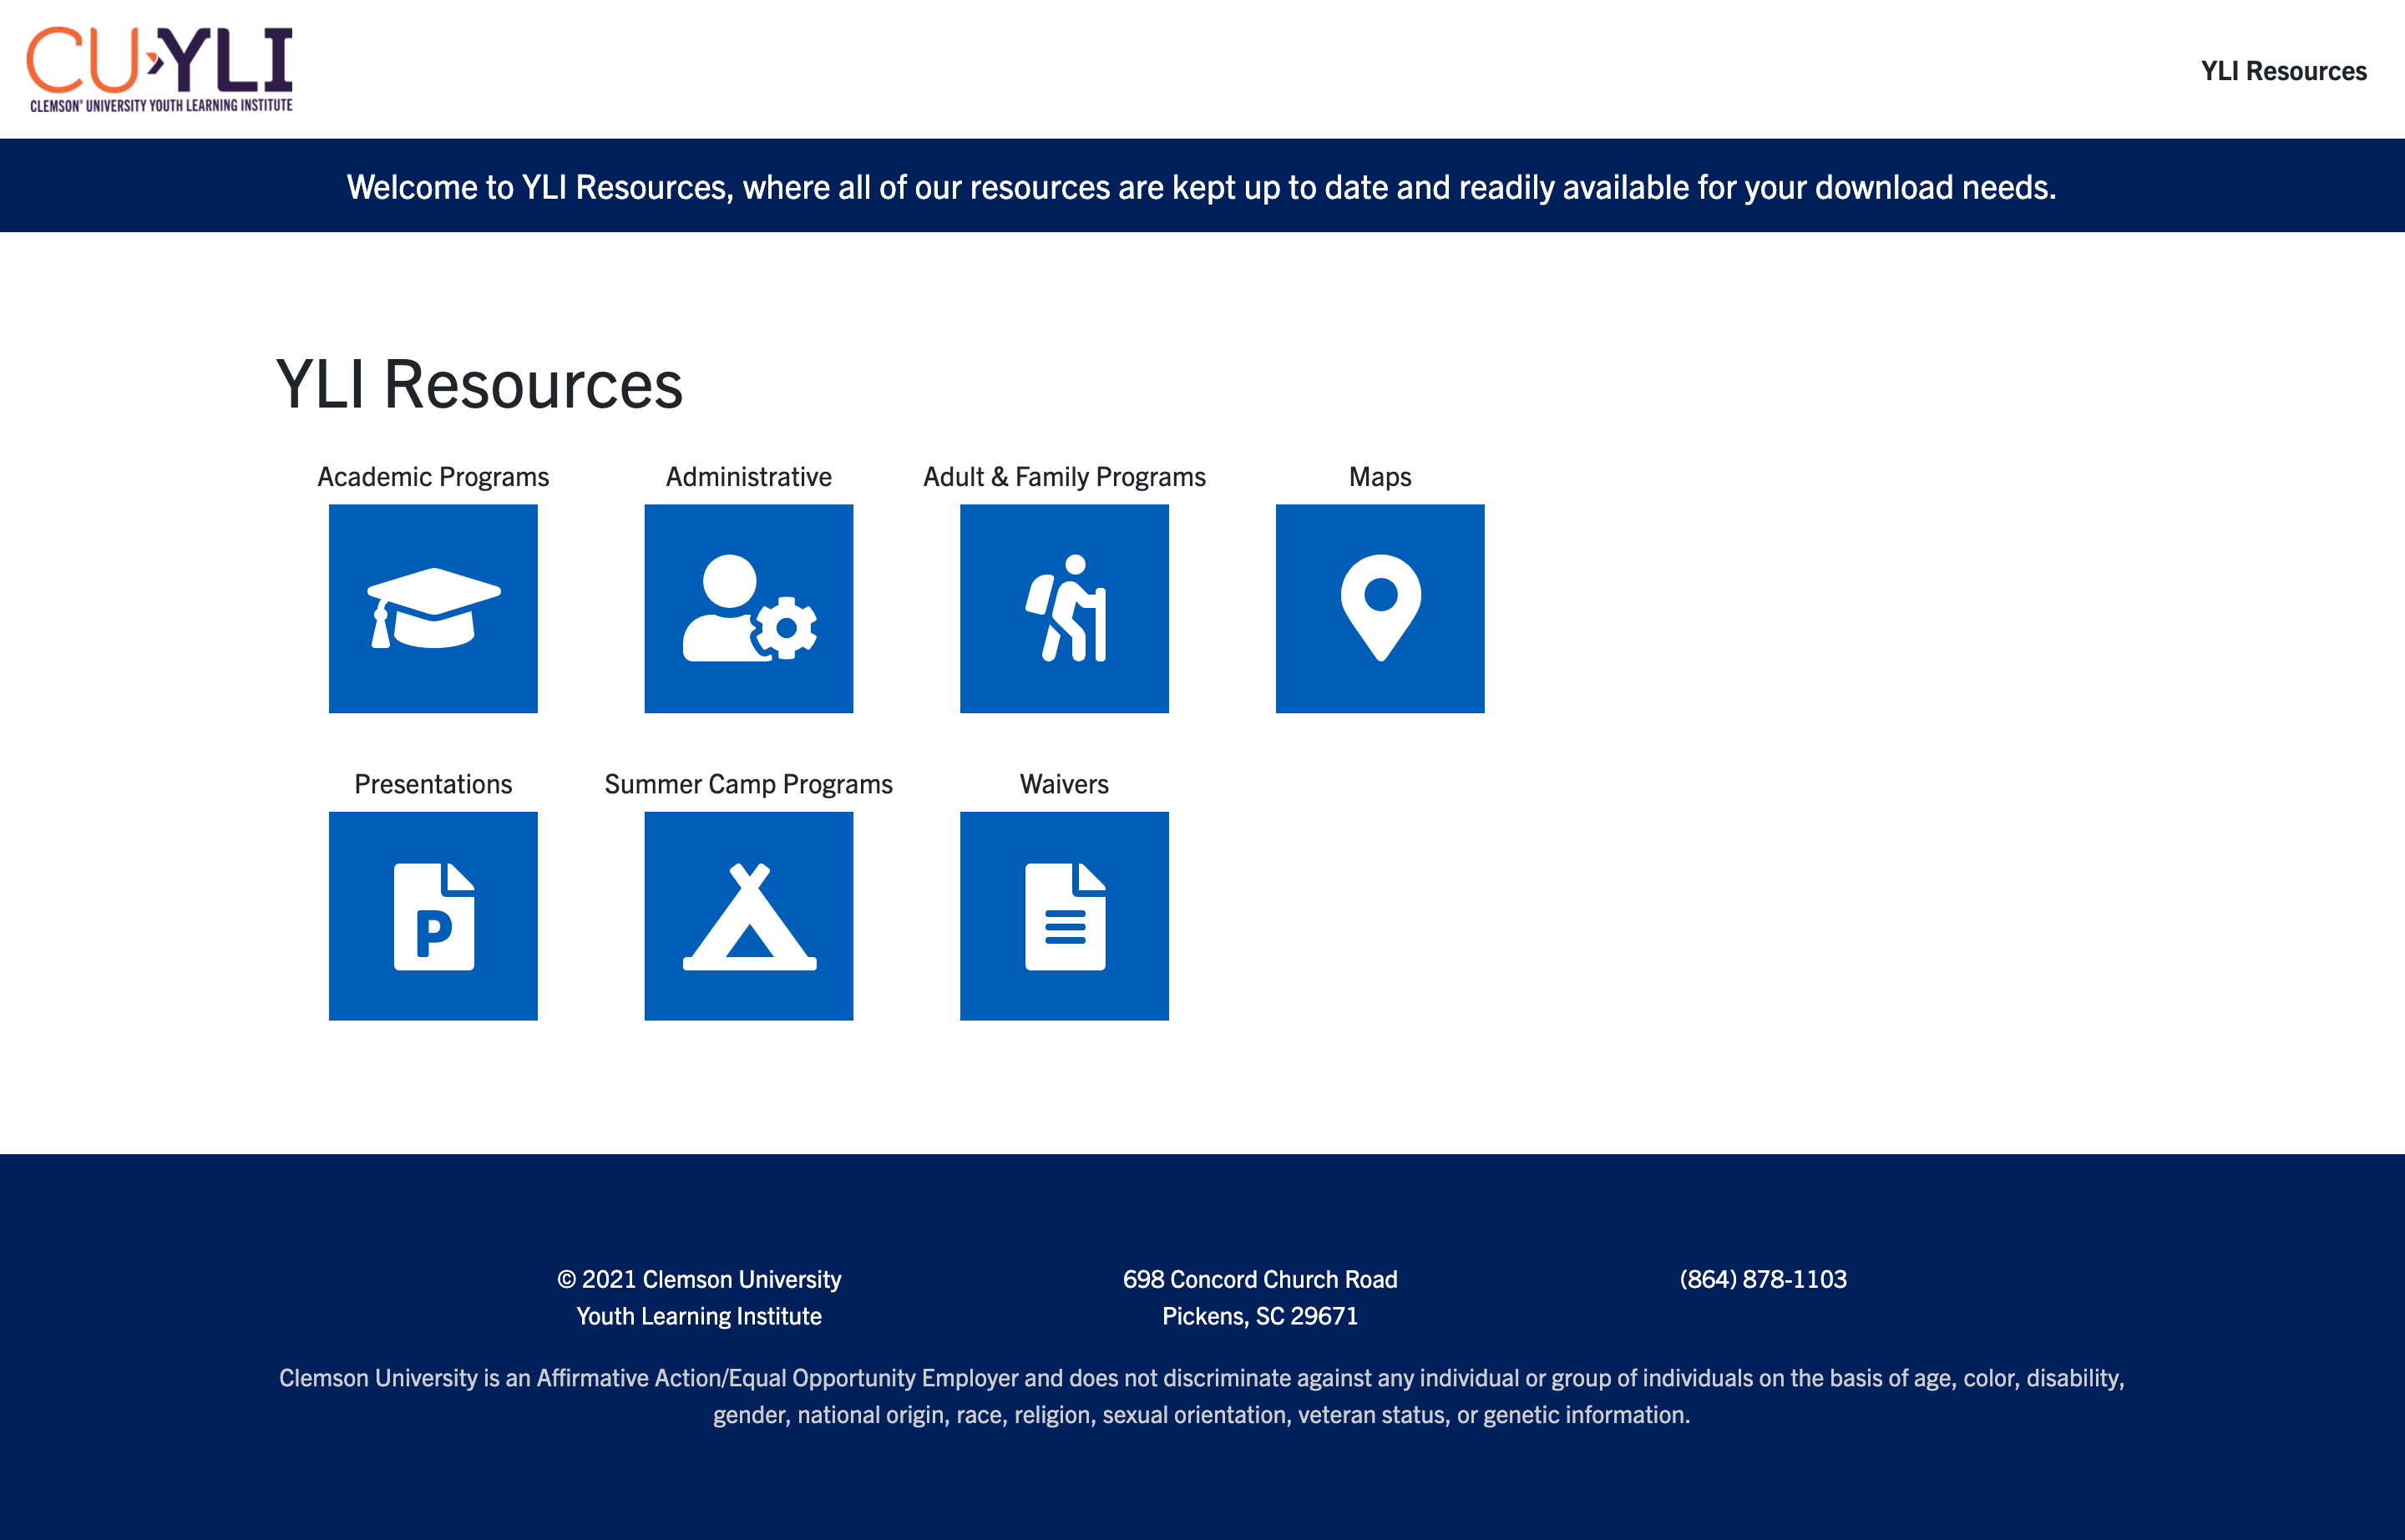 CU YLI
CLEMSON® UNIVERSITY YOUTH LEARNING INSTITUTE
YLI Resources
Welcome to YLI Resources, where all of our resources are kept up to date and readily available for your download needs.
YLI Resources
Academic Programs
Administrative
Adult & Family Programs
Maps
Presentations
Summer Camp Programs
Waivers
P
© 2021 Clemson University
Youth Learning Institute
698 Concord Church Road
Pickens, SC 29671
(864) 878-1103
Clemson University is an Affirmative Action/Equal Opportunity Employer and does not discriminate against any individual or group of individuals on the basis of age, color, disability,
gender, national origin, race, religion, sexual orientation, veteran status, or genetic information.